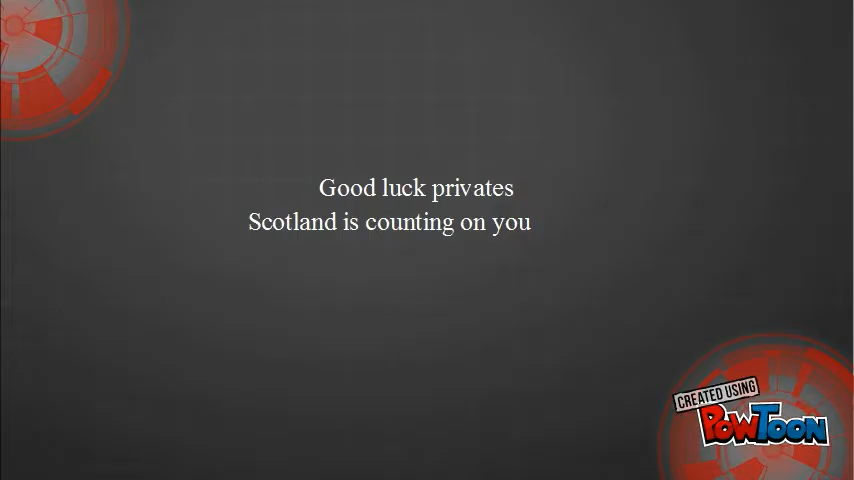 Good luck privates
Scotland is counting on you
CREATED USING
POWTOON